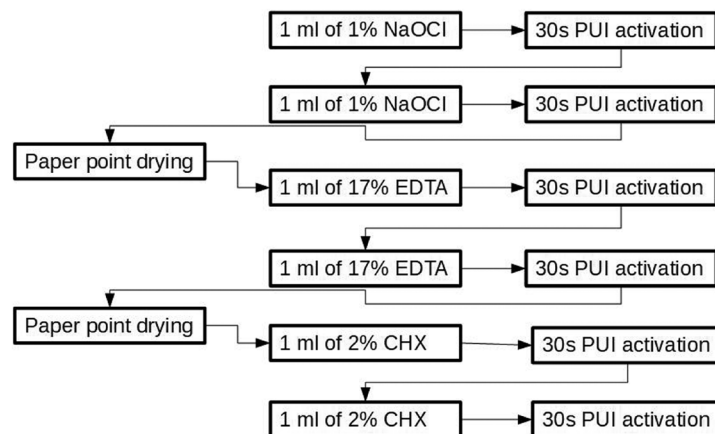 1 ml of 1% NaOCl
30s PUI activation
1 ml of 1% NaOCl
30s PUI activation
Paper point drying
1 ml of 17% EDTA
30s PUI activation
1 ml of 17% EDTA
30s PUI activation
Paper point drying
1 ml of 2% CHX
30s PUI activation
1 ml of 2% CHX
30s PUI activation